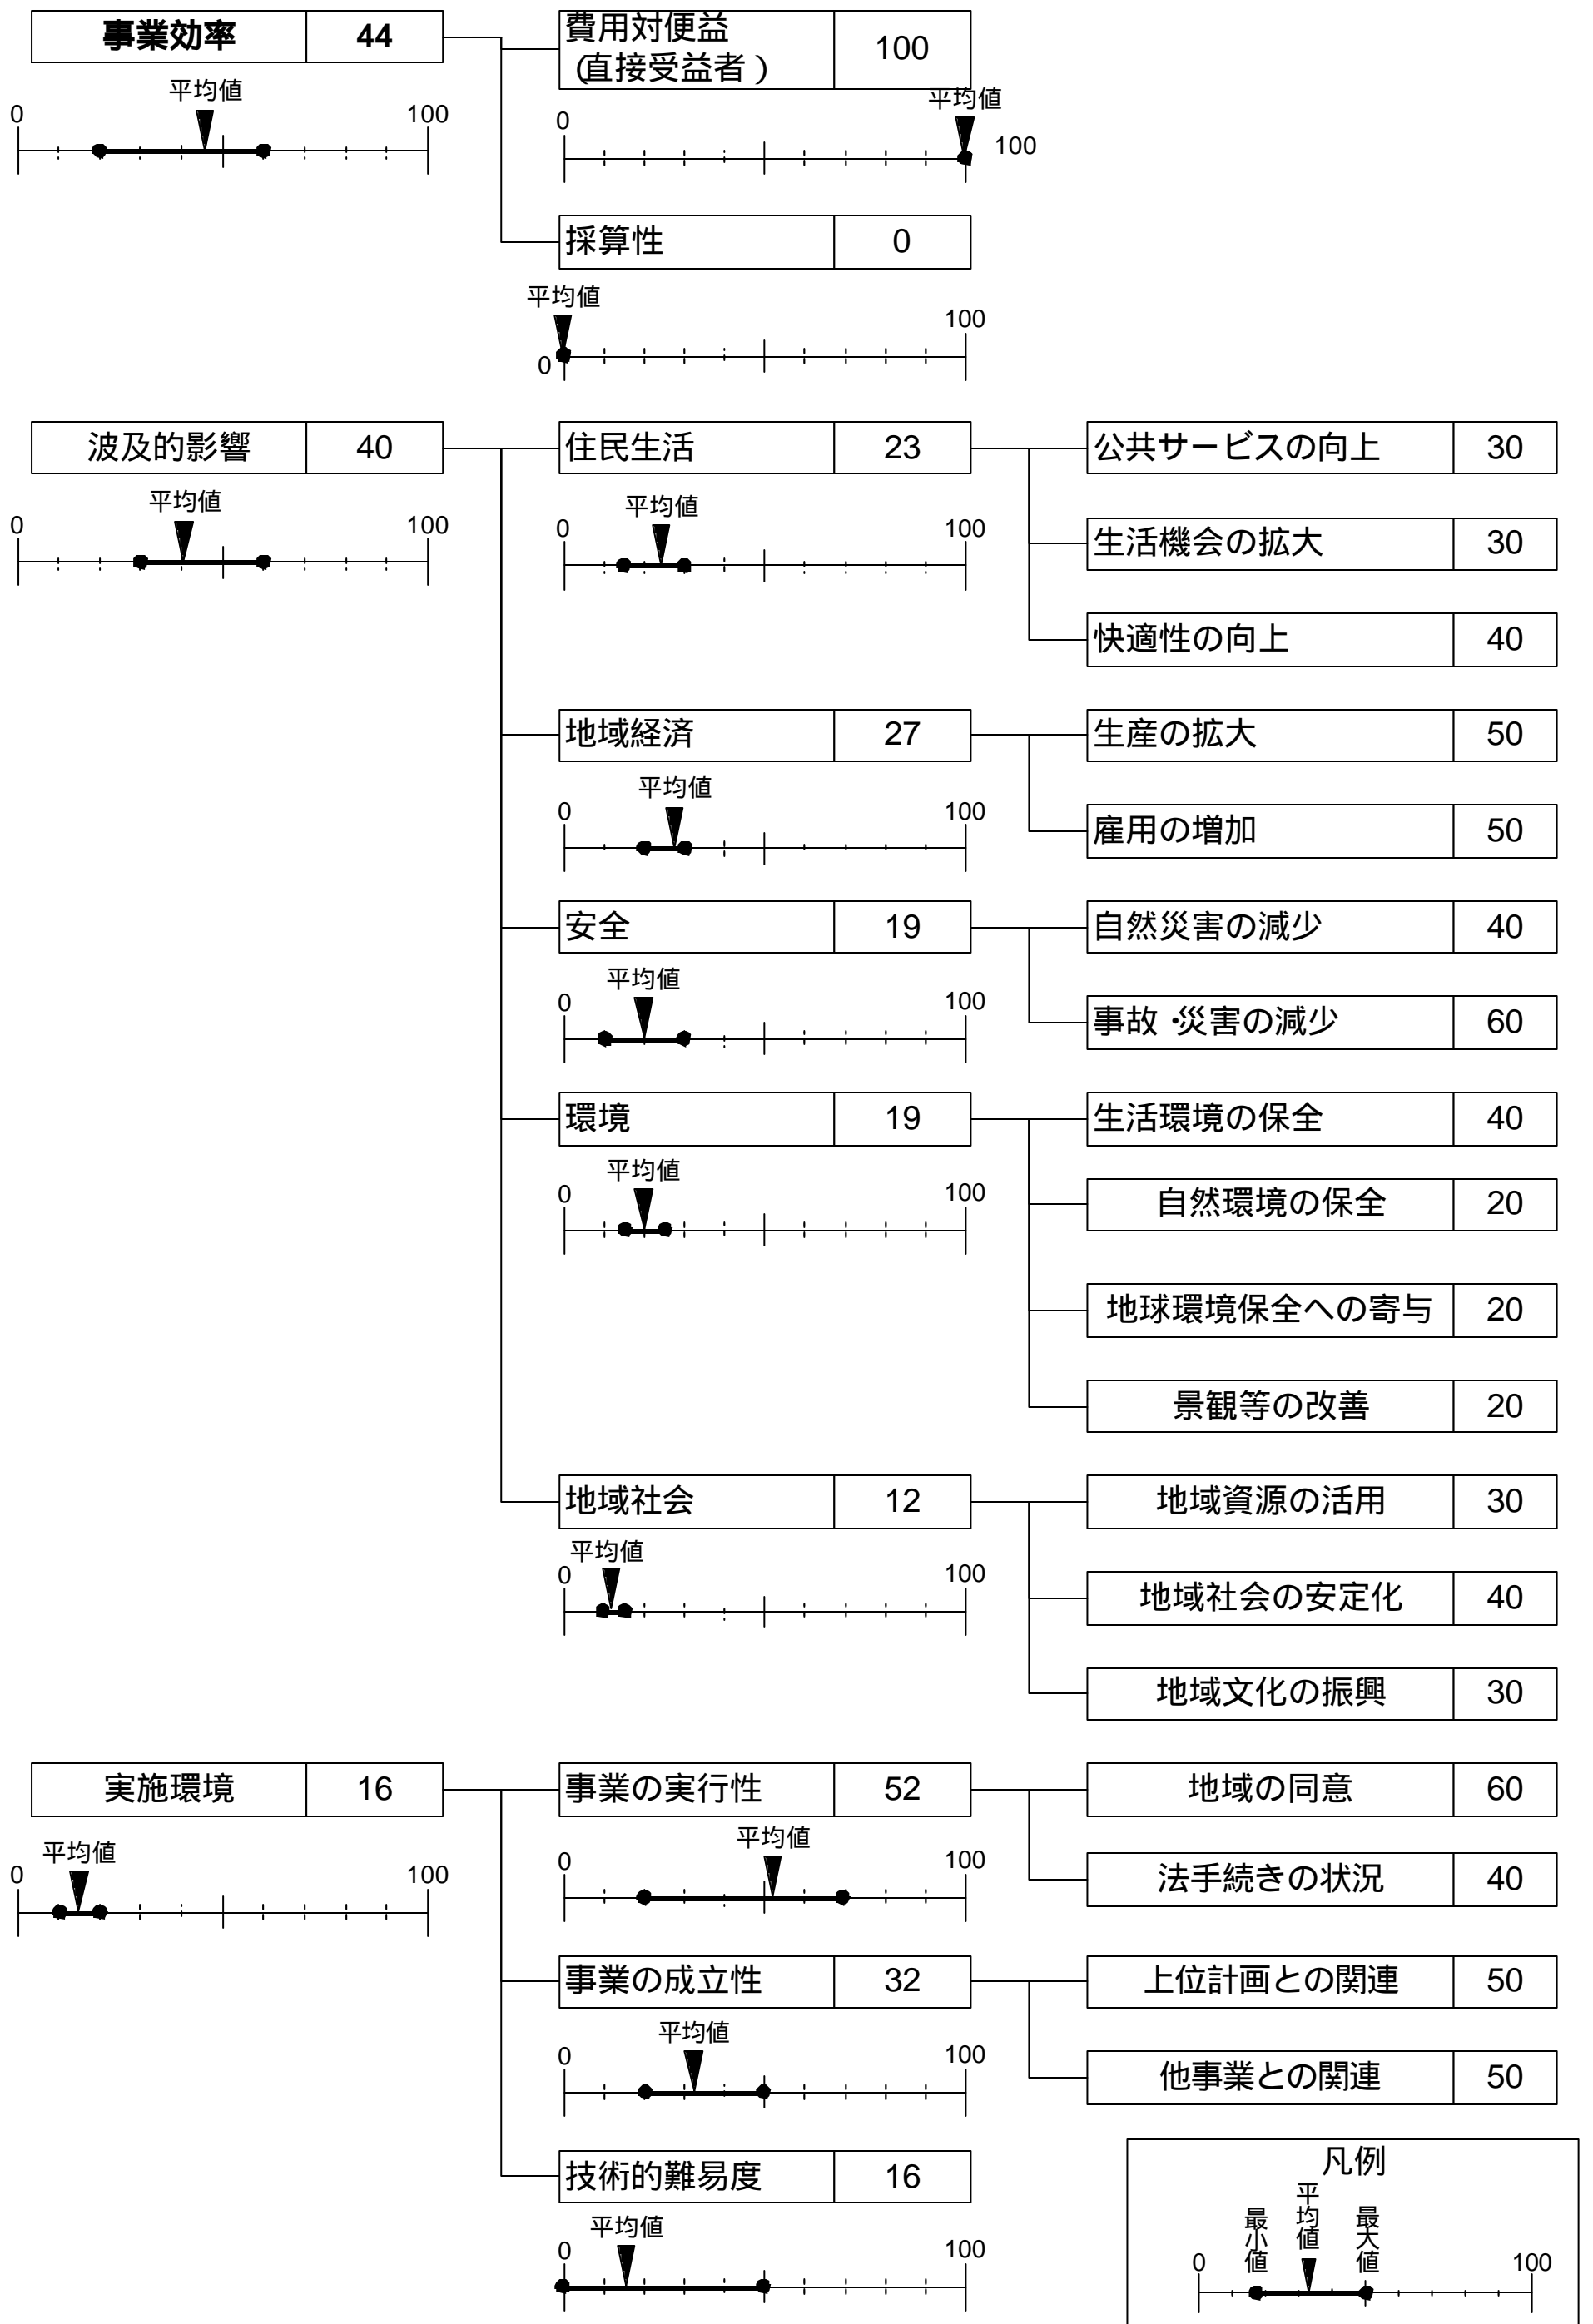 事業効率 44
費用対便益
(直接受益者) 100
平均値
0 100
平均値
0 100
採算性 0
平均値
0 100
波及的影響 40
住民生活 23
公共サービスの向上 30
平均値
0 100
平均値
0 100
生活機会の拡大 30
快適性の向上 40
地域経済 27
生産の拡大 50
平均値
0 100
雇用の増加 50
安全 19
自然災害の減少 40
平均値
0 100
事故・災害の減少 60
環境 19
生活環境の保全 40
平均値
0 100
自然環境の保全 20
地球環境保全への寄与 20
景観等の改善 20
地域社会 12
地域資源の活用 30
平均値
0 100
地域社会の安定化 40
地域文化の振興 30
実施環境 16
事業の実行性 52
地域の同意 60
平均値
0 100
平均値
0 100
法手続きの状況 40
事業の成立性 32
上位計画との関連 50
平均値
0 100
他事業との関連 50
技術的難易度 16
平均値
0 100
凡例
最小値
平均値
最大値
0 100